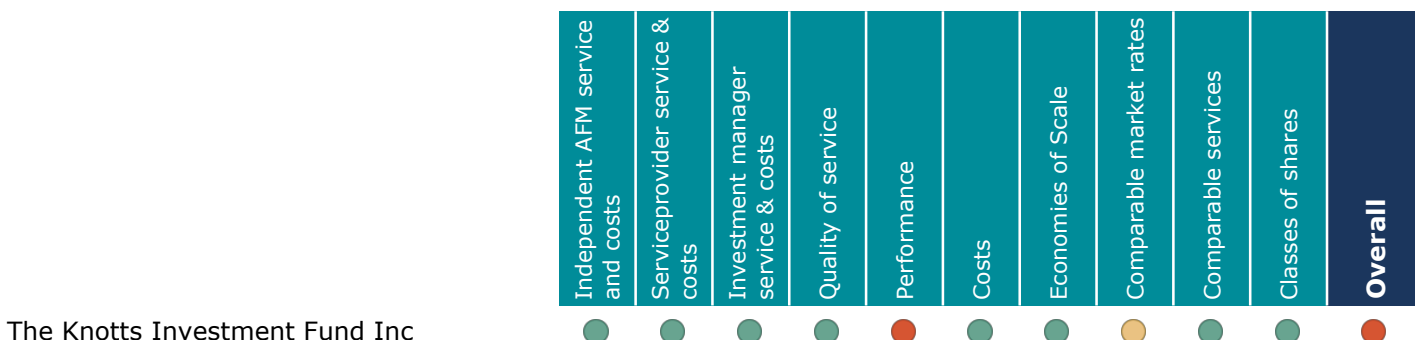 Independent AFM service
and costs
Serviceprovider service &
costs
Investment manager
service & costs
Quality of service
Performance
Costs
Economies of Scale
Comparable market rates
Comparable services
Classes of shares
Overall
The Knotts Investment Fund Inc